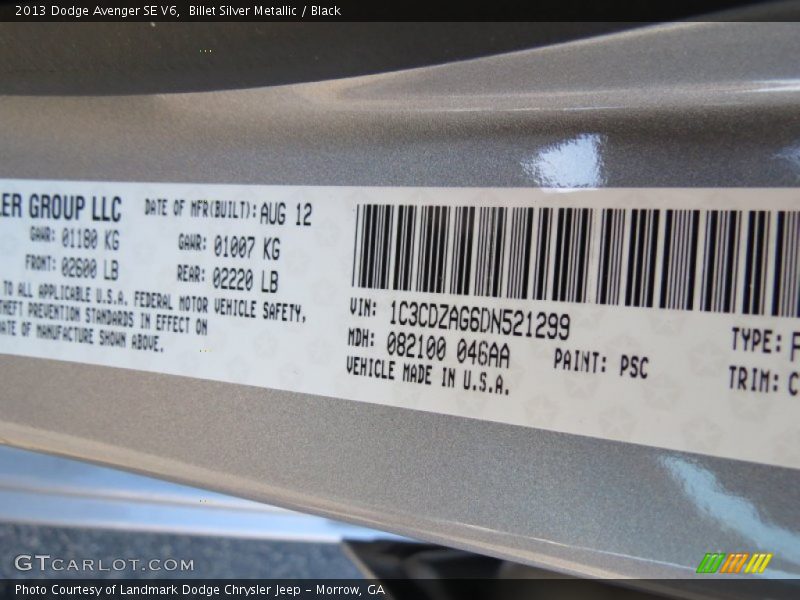 2013 Dodge Avenger SE V6,  Billet Silver Metallic / Black
LER GROUP LLC
DATE OF MFR(BUILT): AUG 12
GAWR: 01180 KG
GAWR: 01007 KG
FRONT: 02600 LB
REAR: 02220 LB
TO ALL APPLICABLE U.S.A. FEDERAL MOTOR VEHICLE SAFETY,
THEFT PREVENTION STANDARDS IN EFFECT ON
DATE OF MANUFACTURE SHOWN ABOVE.
VIN: 1C3CDZAG6DN521299
TYPE:
MDH: 082100 046AA
PAINT: PSC
TRIM: C
VEHICLE MADE IN U.S.A.
GTCARLOT.COM
Photo Courtesy of Landmark Dodge Chrysler Jeep – Morrow, GA